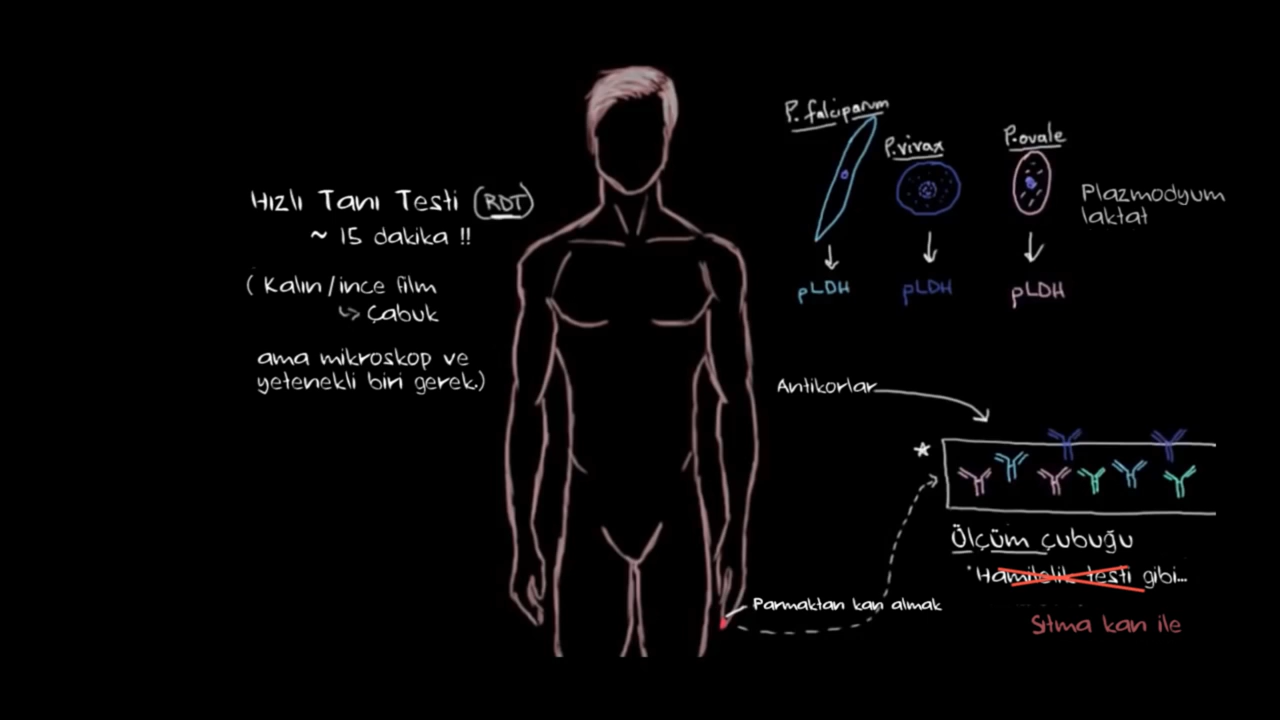 Hızlı Tanı Testi (RDT)
~ 15 dakika !!
( Kalın/ince film
↳ çabuk
ama mikroskop ve
yetenekli biri gerek.)
P. falciparum
P. vivax
P. ovale
Plazmodyum
laktat
pLDH
pLDH
pLDH
Antikorlar
*
Ölçüm çubuğu
*Hamilelik testi gibi...
Sıtma kan ile
Parmaktan kan almak